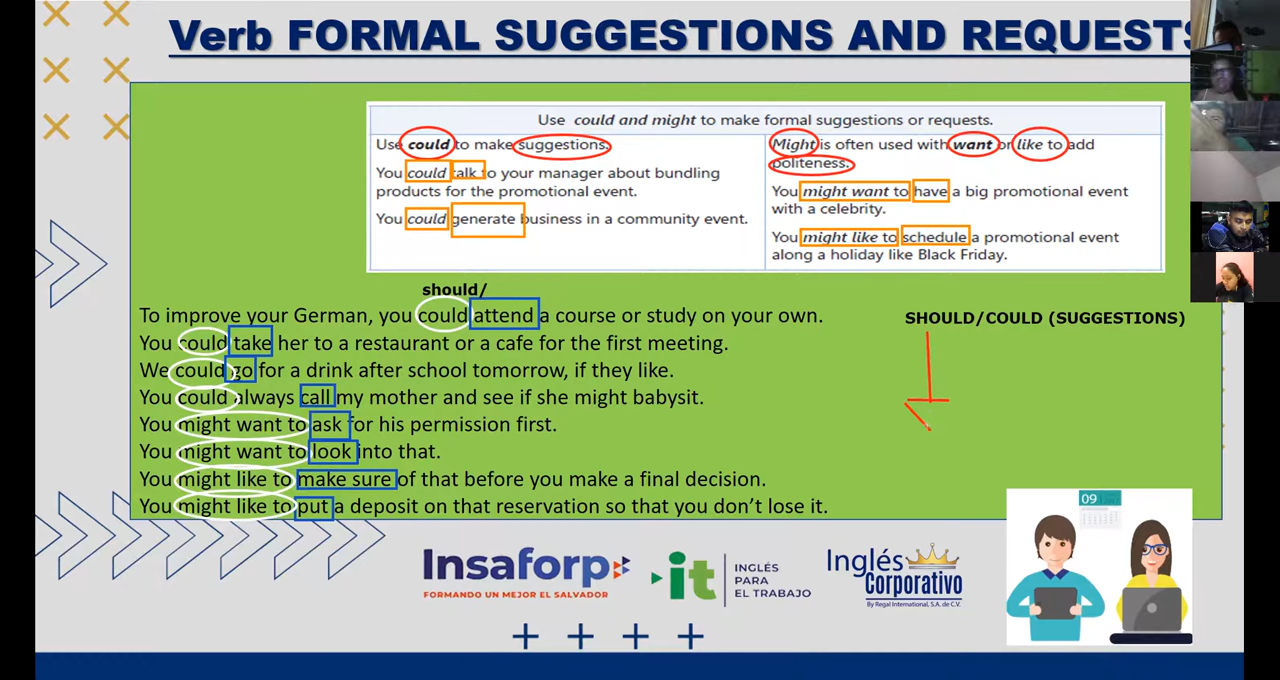 Verb FORMAL SUGGESTIONS AND REQUESTS
Use could and might to make formal suggestions or requests.
Use could to make suggestions.
You could talk to your manager about bundling
products for the promotional event.
You could generate business in a community event.
Might is often used with want or like to add
politeness.
You might want to have a big promotional event
with a celebrity.
You might like to schedule a promotional event
along a holiday like Black Friday.
should/
To improve your German, you could attend a course or study on your own.
You could take her to a restaurant or a cafe for the first meeting.
We could go for a drink after school tomorrow, if they like.
You could always call my mother and see if she might babysit.
You might want to ask for his permission first.
You might want to look into that.
You might like to make sure of that before you make a final decision.
You might like to put a deposit on that reservation so that you don't lose it.
SHOULD/COULD (SUGGESTIONS)
09
Insaforp
FORMANDO UN MEJOR EL SALVADOR
it
INGLÉS
PARA
EL TRABAJO
Inglés
Corporativo
By Regal International, S.A. de C.V.